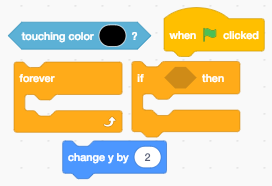 touching color ?
when clicked
forever
if then
change y by 2